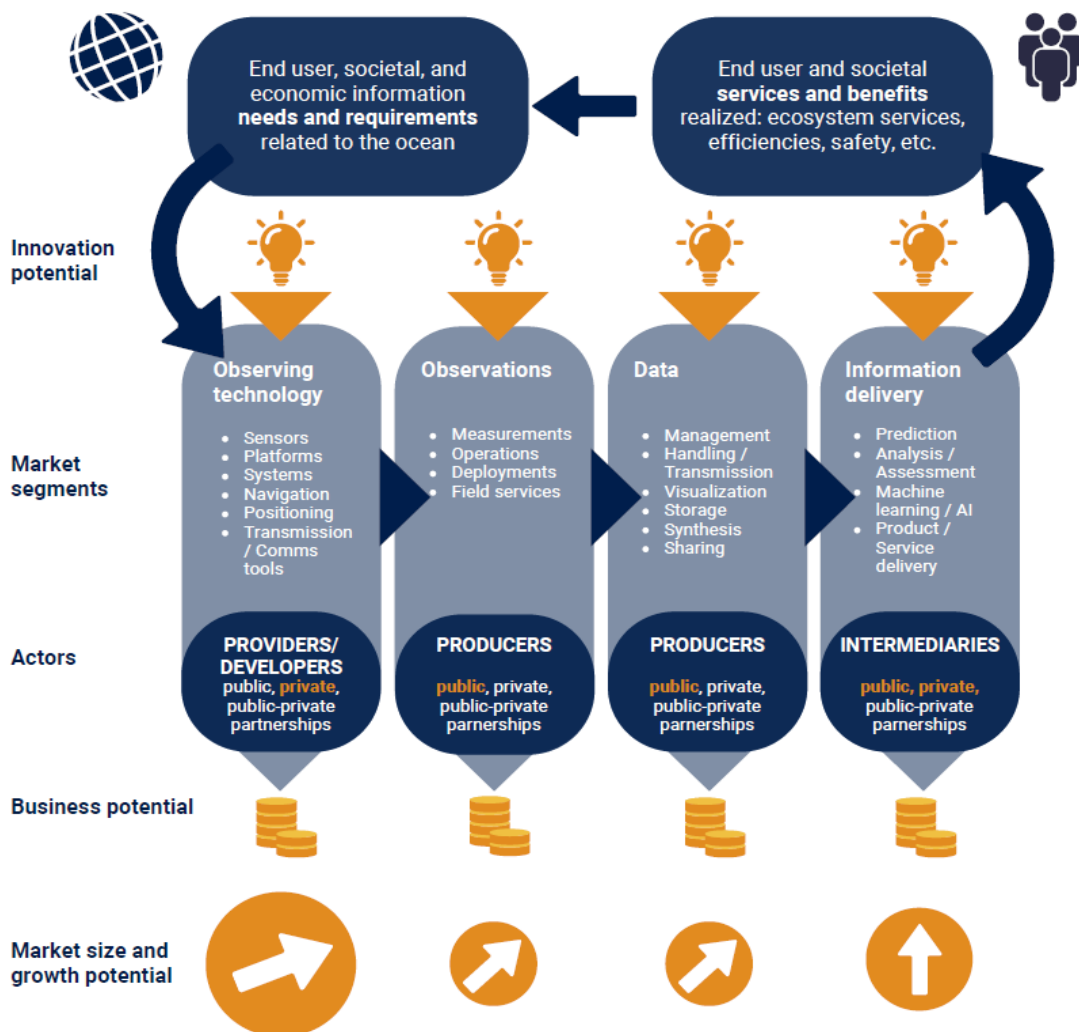 End user, societal, and
economic information
needs and requirements
related to the ocean
End user and societal
services and benefits
realized: ecosystem services,
efficiencies, safety, etc.
Innovation
potential
Market
segments
Observing
technology
• Sensors
• Platforms
• Systems
• Navigation
• Positioning
• Transmission
/ Comms
tools
Observations
• Measurements
• Operations
• Deployments
• Field services
Data
• Management
• Handling /
Transmission
• Visualization
• Storage
• Synthesis
• Sharing
Information
delivery
• Prediction
• Analysis /
Assessment
• Machine
learning / AI
• Product /
Service
delivery
Actors
PROVIDERS/
DEVELOPERS
public, private,
public-private
partnerships
PRODUCERS
public, private,
public-private
parnerships
PRODUCERS
public, private,
public-private
parnerships
INTERMEDIARIES
public, private,
public-private
parnerships
Business potential
Market size and
growth potential